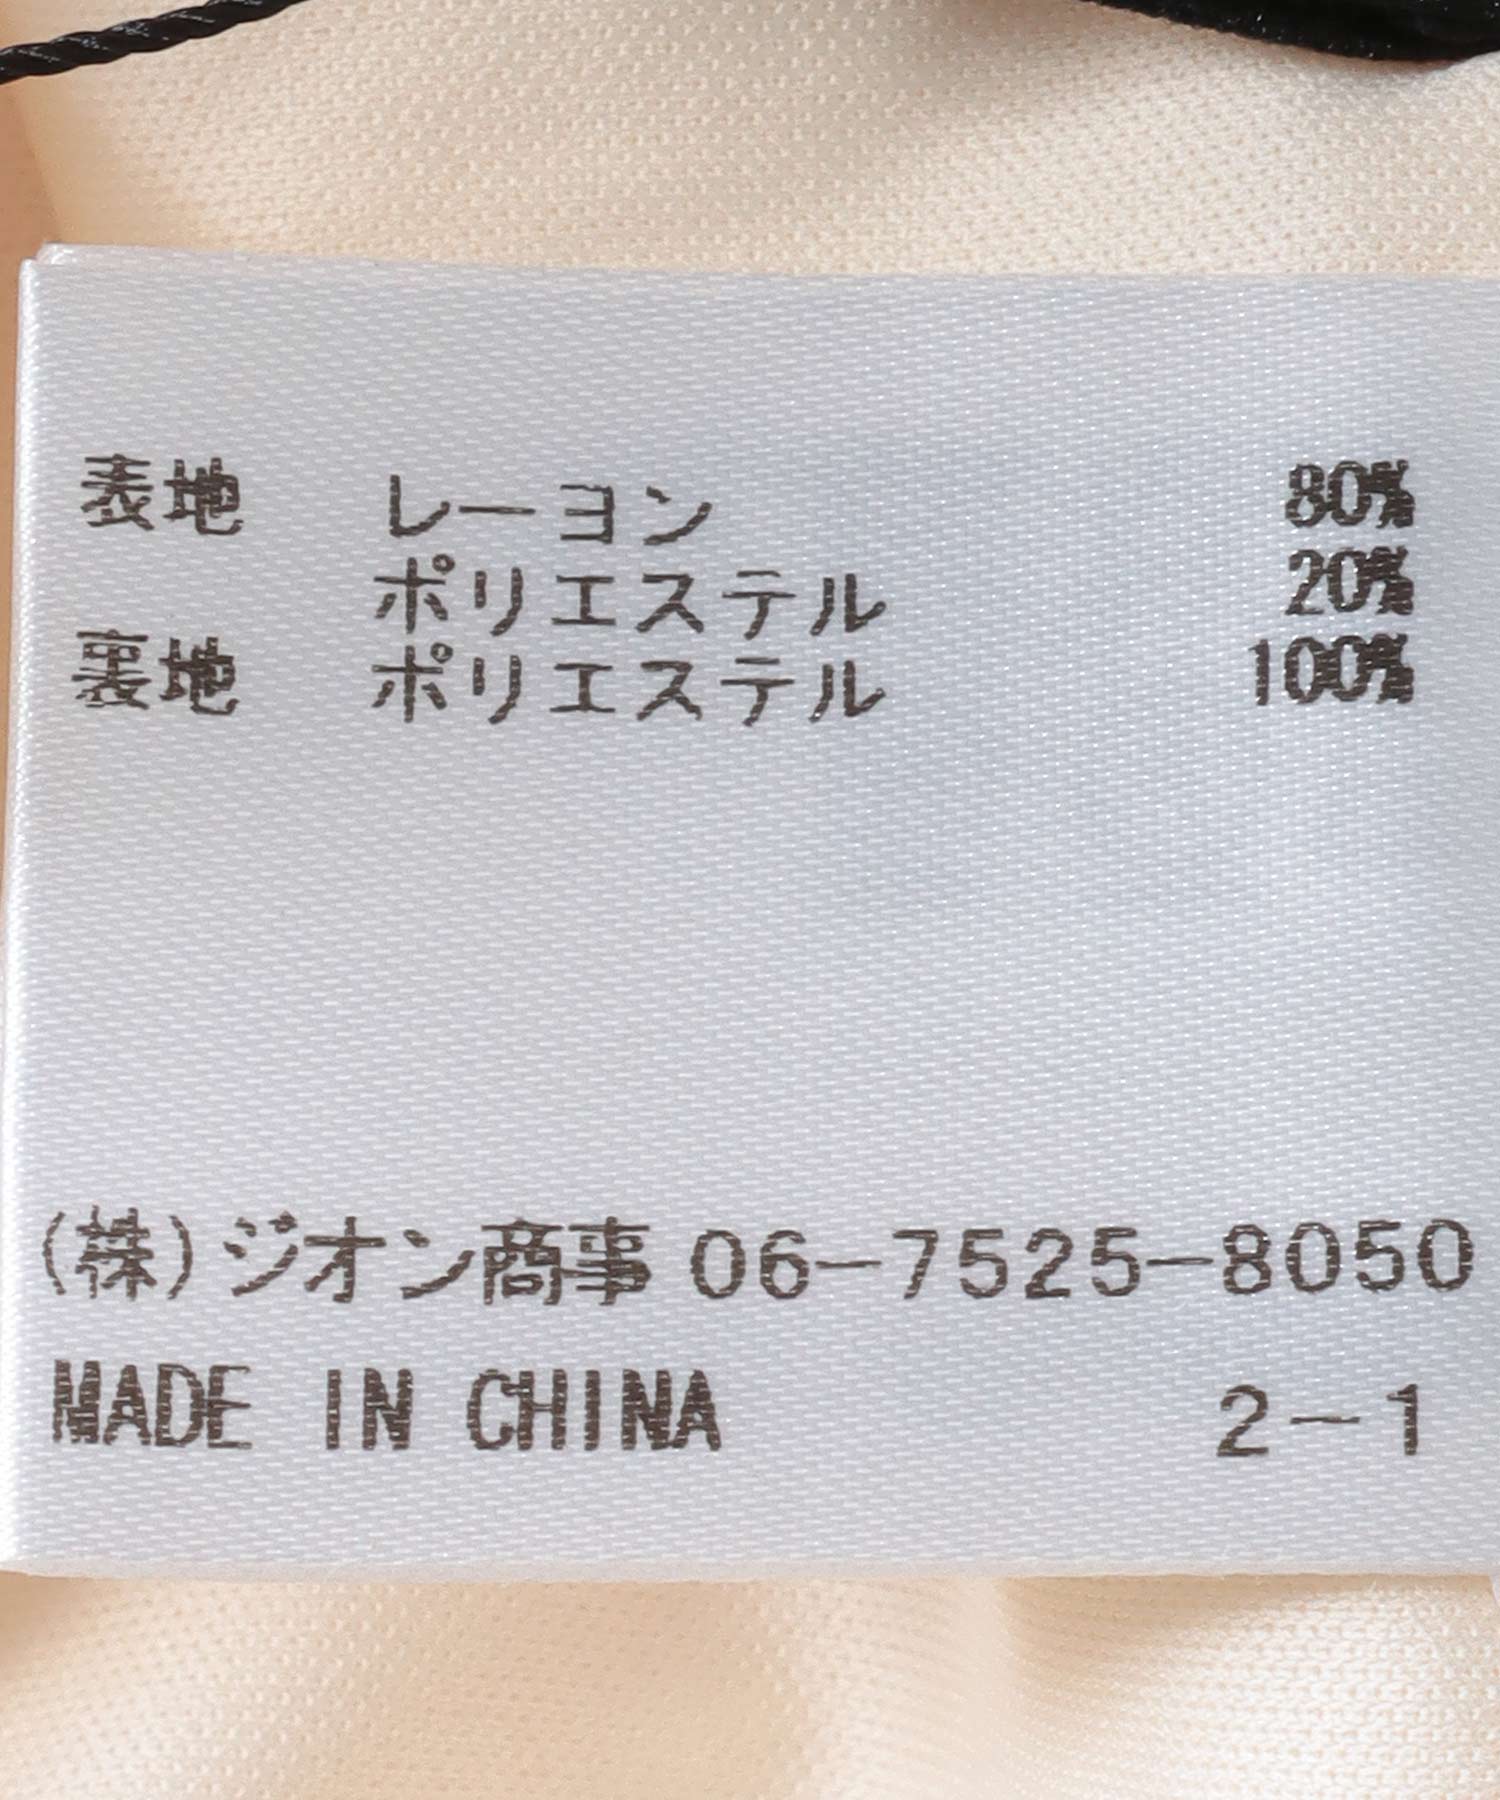 表地 レーヨン 80%
ポリエステル 20%
裏地 ポリエステル 100%
(株)ジオン商事 06-7525-8050
MADE IN CHINA 2-1